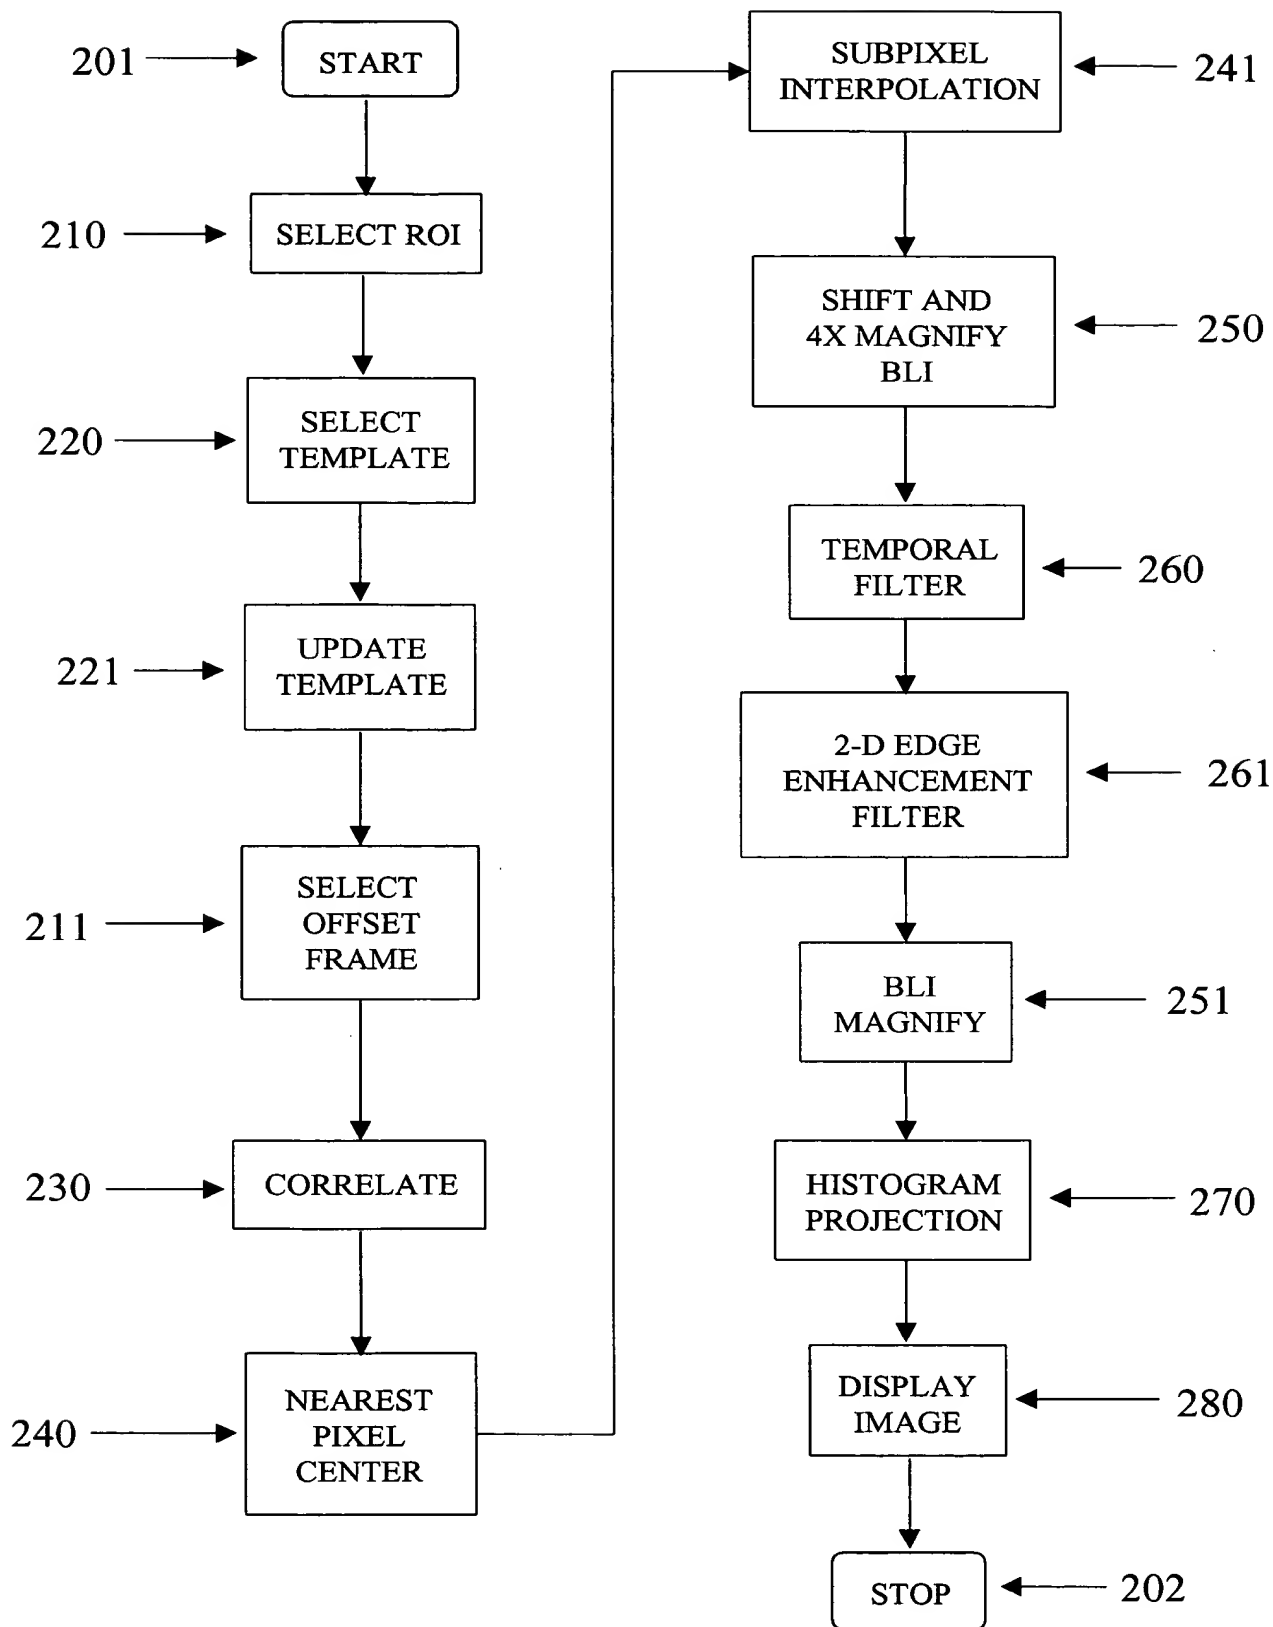 201
START
210
SELECT ROI
220
SELECT
TEMPLATE
221
UPDATE
TEMPLATE
211
SELECT
OFFSET
FRAME
230
CORRELATE
240
NEAREST
PIXEL
CENTER
SUBPIXEL
INTERPOLATION
241
SHIFT AND
4X MAGNIFY
BLI
250
TEMPORAL
FILTER
260
2-D EDGE
ENHANCEMENT
FILTER
261
BLI
MAGNIFY
251
HISTOGRAM
PROJECTION
270
DISPLAY
IMAGE
280
STOP
202